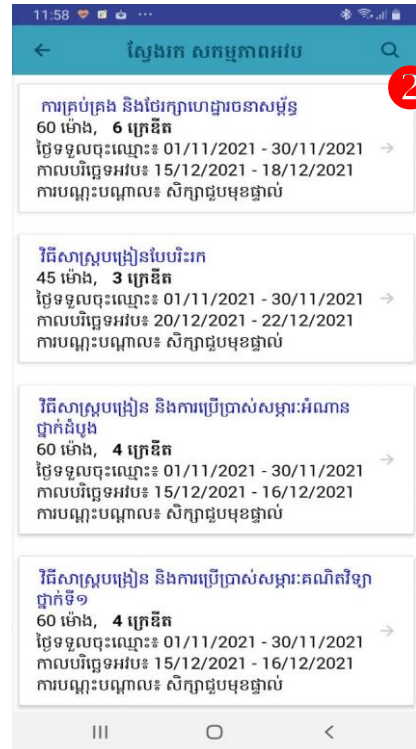 11:58
ស្វែងរក សកម្មភាពអវប
2
ការគ្រប់គ្រង និងថែរក្សាហេដ្ឋារចនាសម្ព័ន្ធ
60 ម៉ោង, 6 ក្រេឌីត
ថ្ងៃទទួលចុះឈ្មោះ៖ 01/11/2021 - 30/11/2021
កាលបរិច្ឆេទអវប៖ 15/12/2021 - 18/12/2021
ការបណ្តុះបណ្តាល៖ សិក្សាជួបមុខផ្ទាល់
វិធីសាស្ត្របង្រៀនបែបរិះរក
45 ម៉ោង, 3 ក្រេឌីត
ថ្ងៃទទួលចុះឈ្មោះ៖ 01/11/2021 - 30/11/2021
កាលបរិច្ឆេទអវប៖ 20/12/2021 - 22/12/2021
ការបណ្តុះបណ្តាល៖ សិក្សាជួបមុខផ្ទាល់
វិធីសាស្ត្របង្រៀន និងការប្រើប្រាស់សម្ភារៈអំណាន
ថ្នាក់ដំបូង
60 ម៉ោង, 4 ក្រេឌីត
ថ្ងៃទទួលចុះឈ្មោះ៖ 01/11/2021 - 30/11/2021
កាលបរិច្ឆេទអវប៖ 15/12/2021 - 16/12/2021
ការបណ្តុះបណ្តាល៖ សិក្សាជួបមុខផ្ទាល់
វិធីសាស្ត្របង្រៀន និងការប្រើប្រាស់សម្ភារៈគណិតវិទ្យា
ថ្នាក់ទី១
60 ម៉ោង, 4 ក្រេឌីត
ថ្ងៃទទួលចុះឈ្មោះ៖ 01/11/2021 - 30/11/2021
កាលបរិច្ឆេទអវប៖ 15/12/2021 - 16/12/2021
ការបណ្តុះបណ្តាល៖ សិក្សាជួបមុខផ្ទាល់